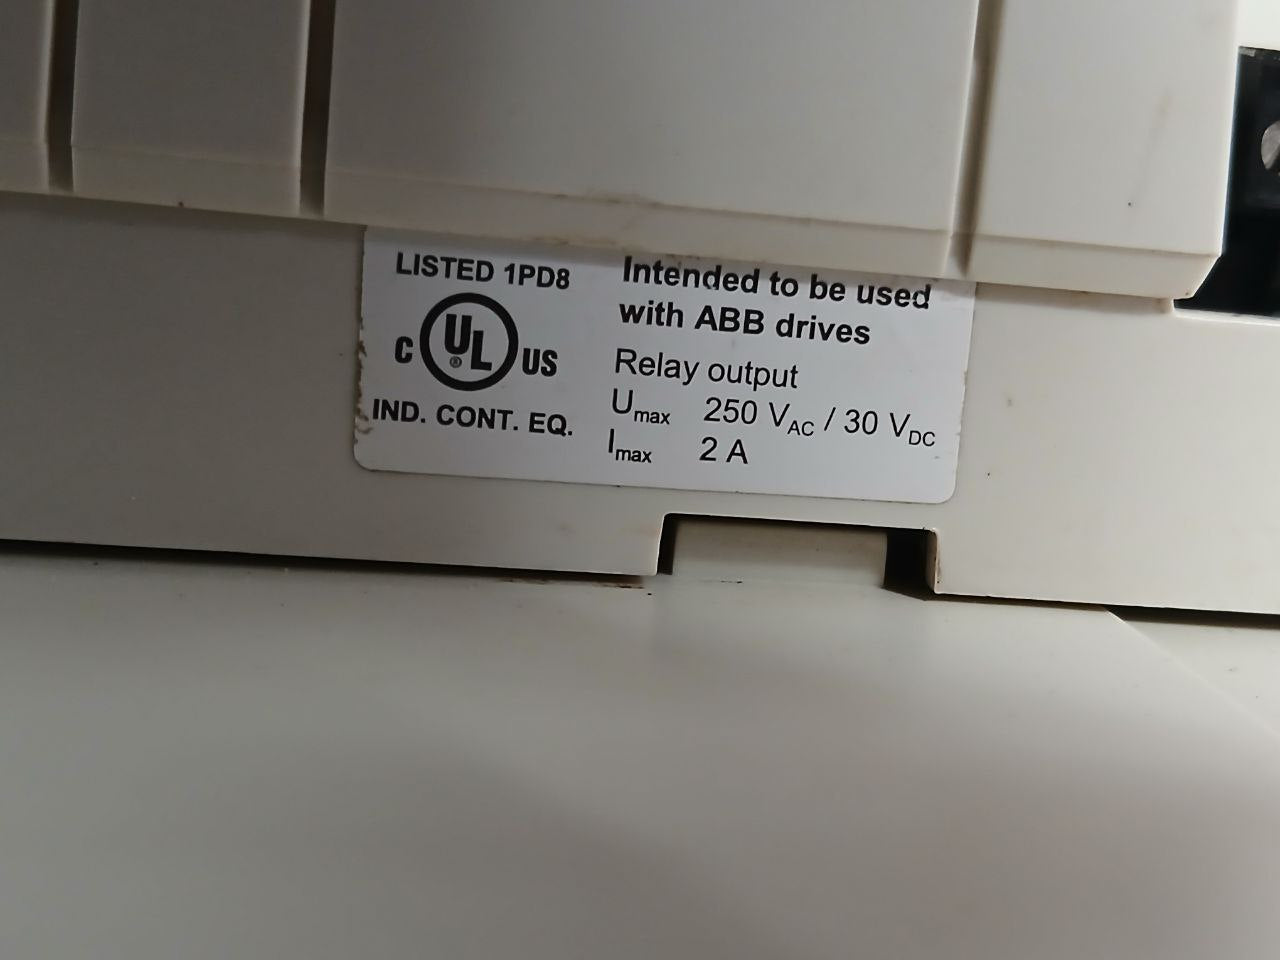 LISTED 1PD8
C UL ® US
IND. CONT. EQ.
Intended to be used
with ABB drives
Relay output
Umax 250 VAC / 30 VDC
Imax 2 A